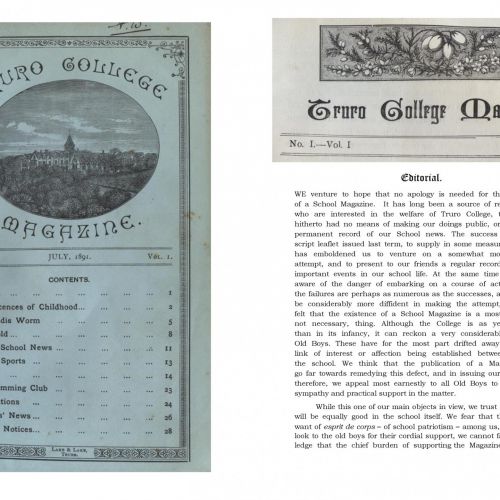 TRURO COLLEGE
MAGAZINE.
JULY, 1891. VOL. 1.
CONTENTS.
... ... ... ... ... 1
tences of Childhood... ... 2
dis Worm ... ... ... 5
ld... ... ... ... ... 8
School News ... ... ... 11
Sports ... ... ... ... 13
... ... ... ... ... 14
mming Club ... ... 23
tions ... ... ... ... 24
s' News... ... ... ... 26
Notices... ... ... ... 28
LAKE & LAKE,
TRURO.
Truro College Ma
No. I.—Vol. I
Editorial.
WE venture to hope that no apology is needed for th
of a School Magazine. It has long been a source of re
who are interested in the welfare of Truro College, t
hitherto had no means of making our doings public, or
permanent record of our School news. The success
script leaflet issued last term, to supply in some measur
has emboldened us to venture on a somewhat mo
attempt, and to present to our friends a regular record
important events in our school life. At the same time
aware of the danger of embarking on a course of act
the failures are perhaps as numerous as the successes, a
be considerably more diffident in making the attempt,
felt that the existence of a School Magazine is a mos
not necessary, thing. Although the College is as ye
than in its infancy, it can reckon a very considerabl
Old Boys. These have for the most part drifted away
link of interest or affection being established betwee
the school. We think that the publication of a Ma
go far towards remedying this defect, and in issuing our
therefore, we appeal most earnestly to all Old Boys to
sympathy and practical support in the matter.
While this one of our main objects in view, we trust
will be equally good in the school itself. We fear that th
want of esprit de corps – of school patriotism – among us,
look to the old boys for their cordial support, we cannot fi
ledge that the chief burden of supporting the Magazine